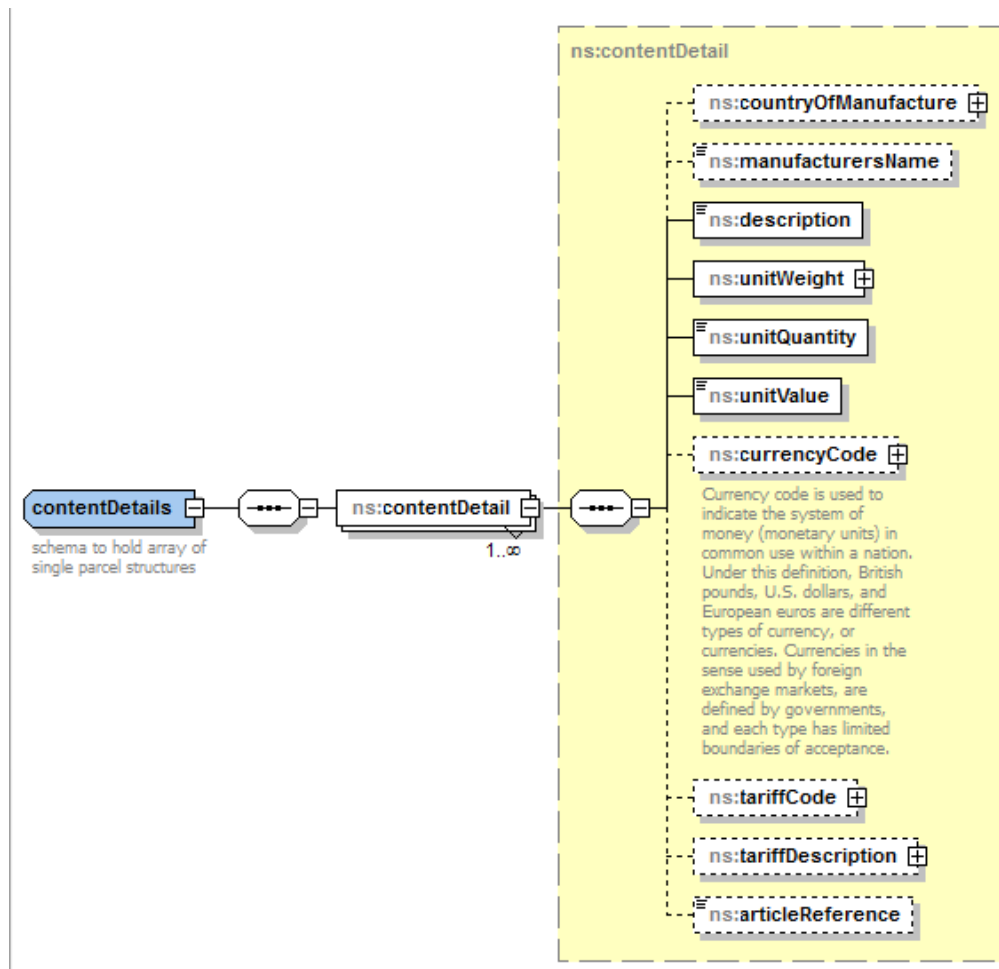 ns:contentDetail
ns:countryOfManufacture
ns:manufacturersName
ns:description
ns:unitWeight
ns:unitQuantity
ns:unitValue
ns:currencyCode
Currency code is used to
indicate the system of
money (monetary units) in
common use within a nation.
Under this definition, British
pounds, U.S. dollars, and
European euros are different
types of currency, or
currencies. Currencies in the
sense used by foreign
exchange markets, are
defined by governments,
and each type has limited
boundaries of acceptance.
contentDetails
schema to hold array of
single parcel structures
ns:contentDetail
1..∞
ns:tariffCode
ns:tariffDescription
ns:articleReference